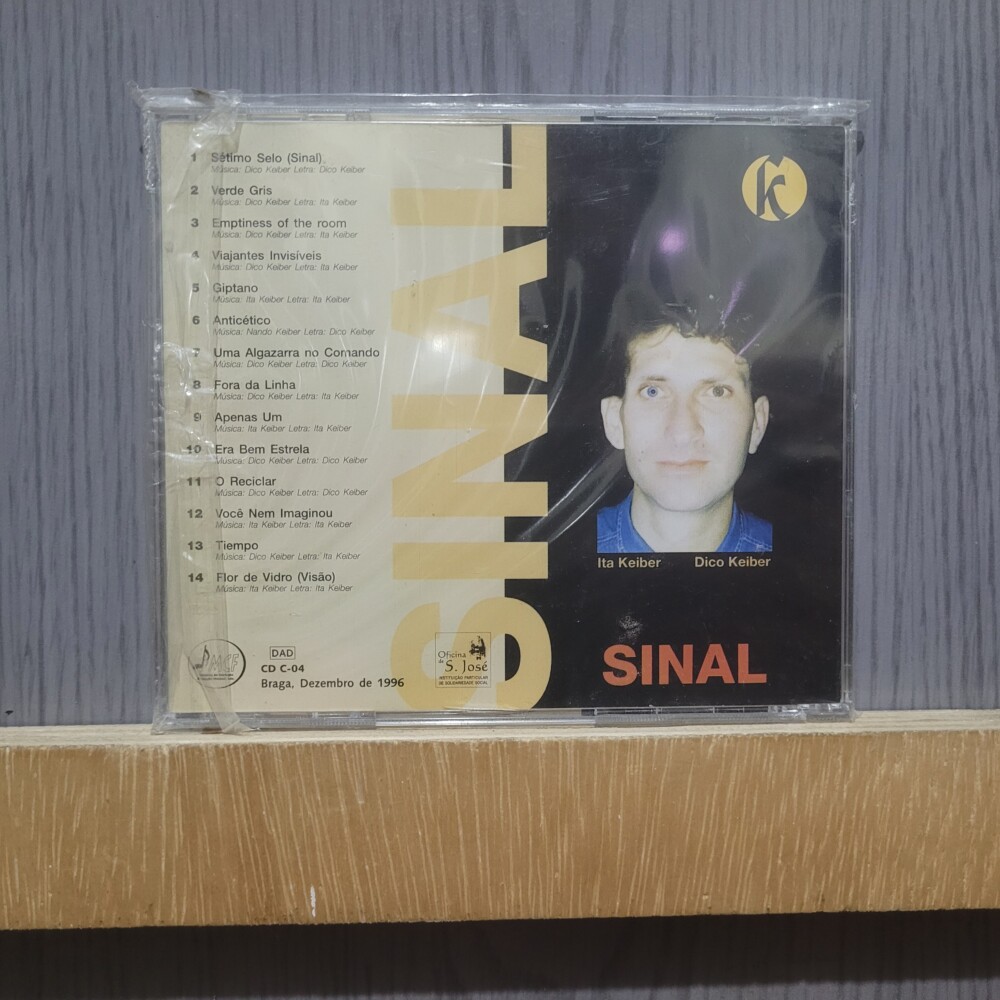 1 Sétimo Selo (Sinal)
Música: Dico Keiber Letra: Dico Keiber
2 Verde Gris
Música: Dico Keiber Letra: Ita Keiber
3 Emptiness of the room
Música: Dico Keiber Letra: Ita Keiber
4 Viajantes Invisíveis
Música: Dico Keiber Letra: Ita Keiber
5 Giptano
Música: Ita Keiber Letra: Ita Keiber
6 Anticético
Música: Nando Keiber Letra: Dico Keiber
7 Uma Algazarra no Comando
Música: Dico Keiber Letra: Dico Keiber
8 Fora da Linha
Música: Dico Keiber Letra: Ita Keiber
9 Apenas Um
Música: Ita Keiber Letra: Ita Keiber
10 Era Bem Estrela
Música: Dico Keiber Letra: Dico Keiber
11 O Reciclar
Música: Dico Keiber Letra: Dico Keiber
12 Você Nem Imaginou
Música: Ita Keiber Letra: Ita Keiber
13 Tiempo
Música: Dico Keiber Letra: Ita Keiber
14 Flor de Vidro (Visão)
Música: Ita Keiber Letra: Ita Keiber
DAD
CD C-04
Braga, Dezembro de 1996
Oficina
de S. José
INSTITUIÇÃO PARTICULAR
DE SOLIDARIEDADE SOCIAL
SINAL
k
Ita Keiber Dico Keiber
SINAL